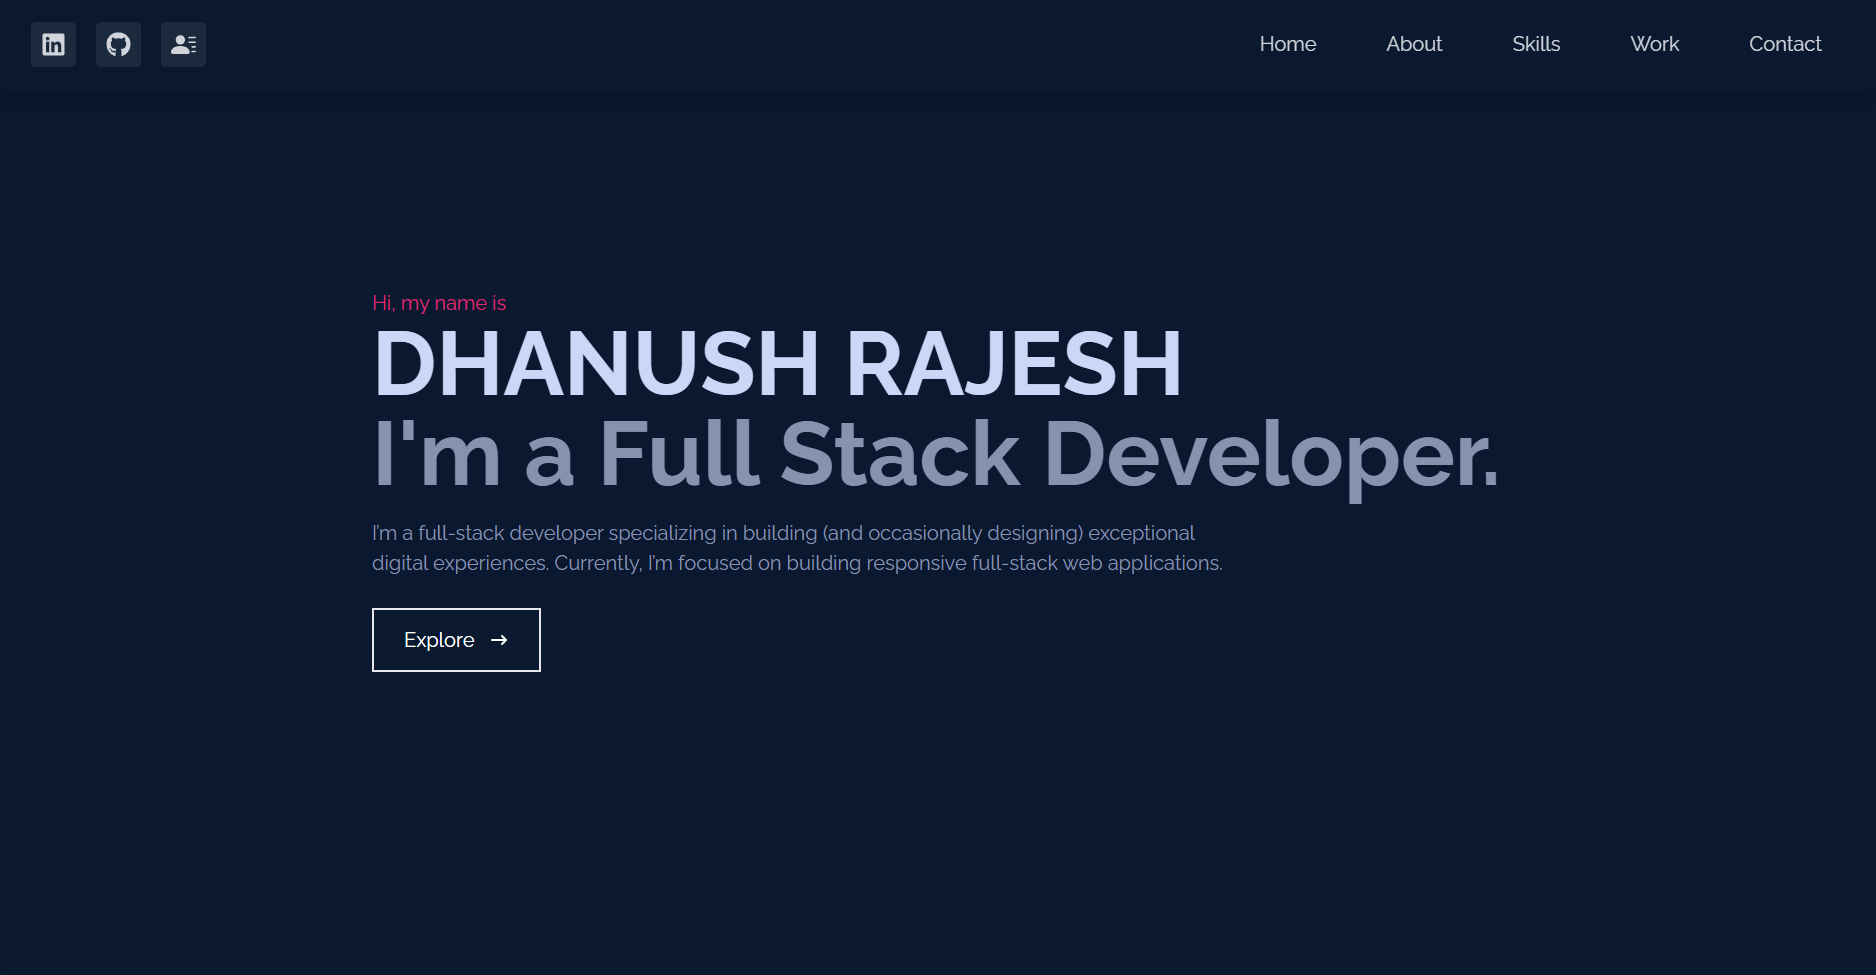 in
Home About Skills Work Contact
Hi, my name is
DHANUSH RAJESH
I'm a Full Stack Developer.
I'm a full-stack developer specializing in building (and occasionally designing) exceptional
digital experiences. Currently, I'm focused on building responsive full-stack web applications.
Explore →